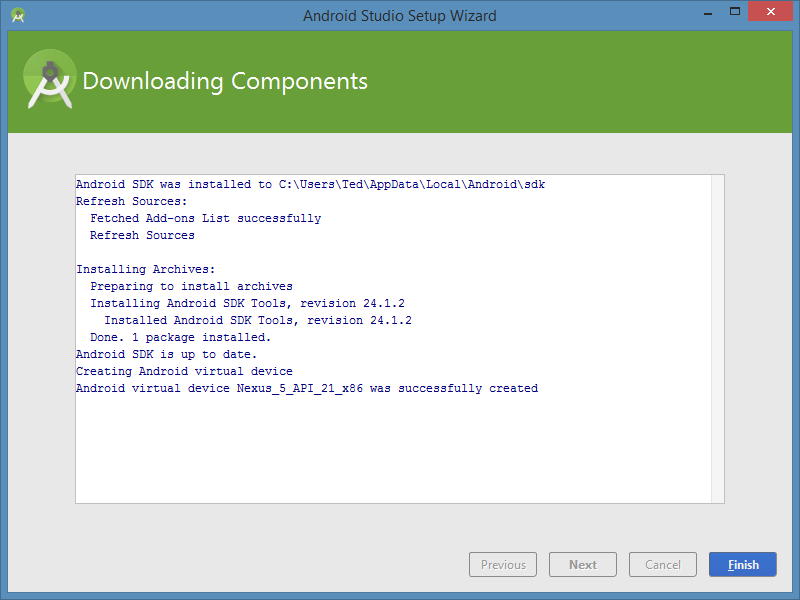 Android Studio Setup Wizard
Downloading Components
Android SDK was installed to C:\Users\Ted\AppData\Local\Android\sdk
Refresh Sources:
  Fetched Add-ons List successfully
  Refresh Sources

Installing Archives:
  Preparing to install archives
  Installing Android SDK Tools, revision 24.1.2
    Installed Android SDK Tools, revision 24.1.2
  Done. 1 package installed.
Android SDK is up to date.
Creating Android virtual device
Android virtual device Nexus_5_API_21_x86 was successfully created
Previous
Next
Cancel
Finish